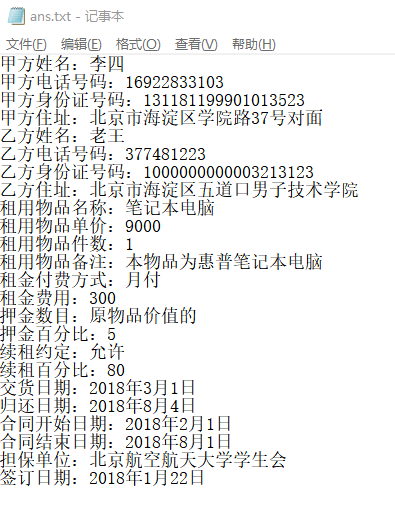 ans.txt - 记事本
文件(F) 编辑(E) 格式(O) 查看(V) 帮助(H)
甲方姓名：李四
甲方电话号码：16922833103
甲方身份证号码：131181199901013523
甲方住址：北京市海淀区学院路37号对面
乙方姓名：老王
乙方电话号码：377481223
乙方身份证号码：1000000000003213123
乙方住址：北京市海淀区五道口男子技术学院
租用物品名称：笔记本电脑
租用物品单价：9000
租用物品件数：1
租用物品备注：本物品为惠普笔记本电脑
租金付费方式：月付
租金费用：300
押金数目：原物品价值的
押金百分比：5
续租约定：允许
续租百分比：80
交货日期：2018年3月1日
归还日期：2018年8月4日
合同开始日期：2018年2月1日
合同结束日期：2018年8月1日
担保单位：北京航空航天大学学生会
签订日期：2018年1月22日